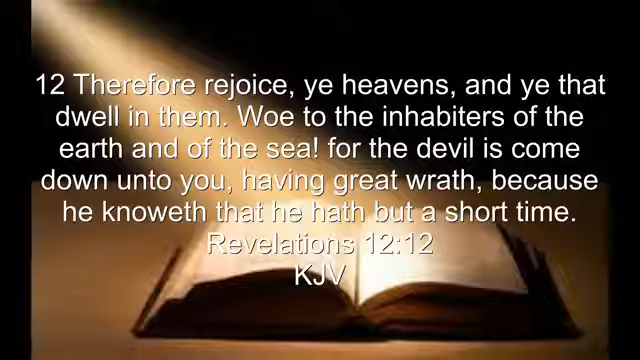 12 Therefore rejoice, ye heavens, and ye that
dwell in them. Woe to the inhabiters of the
earth and of the sea! for the devil is come
down unto you, having great wrath, because
he knoweth that he hath but a short time.
Revelations 12:12
KJV